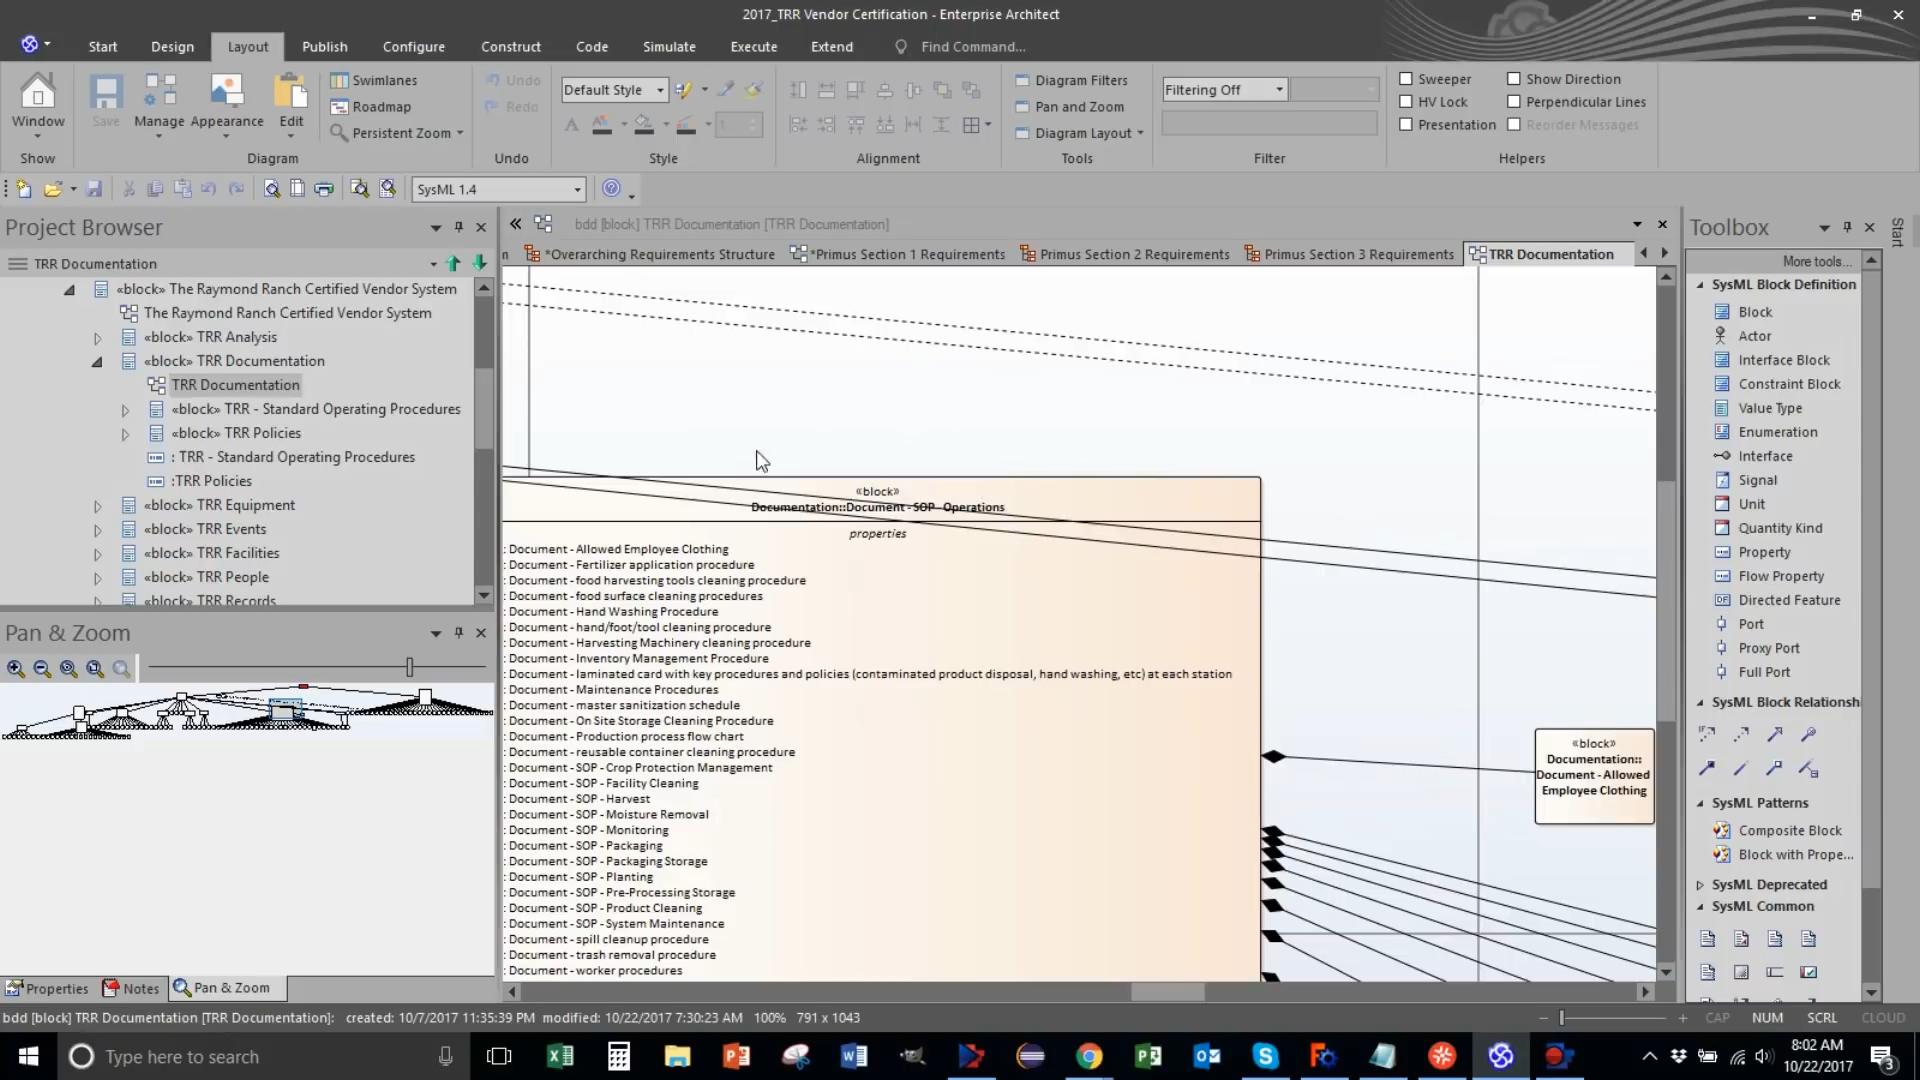 2017_TRR Vendor Certification - Enterprise Architect
Start
Design
Layout
Publish
Configure
Construct
Code
Simulate
Execute
Extend
Find Command...
Window
Show
Save
Manage
Appearance
Edit
Swimlanes
Roadmap
Persistent Zoom
Diagram
Undo
Redo
Undo
Default Style
1
Style
Alignment
Diagram Filters
Pan and Zoom
Diagram Layout
Tools
Filtering Off
Filter
Sweeper
HV Lock
Presentation
Show Direction
Perpendicular Lines
Reorder Messages
Helpers
SysML 1.4
Project Browser
TRR Documentation
«block» The Raymond Ranch Certified Vendor System
The Raymond Ranch Certified Vendor System
«block» TRR Analysis
«block» TRR Documentation
TRR Documentation
«block» TRR - Standard Operating Procedures
«block» TRR Policies
: TRR - Standard Operating Procedures
:TRR Policies
«block» TRR Equipment
«block» TRR Events
«block» TRR Facilities
«block» TRR People
«block» TRR Records
Pan & Zoom
Properties
Notes
Pan & Zoom
bdd [block] TRR Documentation [TRR Documentation]
n
*Overarching Requirements Structure
*Primus Section 1 Requirements
Primus Section 2 Requirements
Primus Section 3 Requirements
TRR Documentation
«block»
Documentation::Document - SOP - Operations
properties
: Document - Allowed Employee Clothing
: Document - Fertilizer application procedure
: Document - food harvesting tools cleaning procedure
: Document - food surface cleaning procedures
: Document - Hand Washing Procedure
: Document - hand/foot/tool cleaning procedure
: Document - Harvesting Machinery cleaning procedure
: Document - Inventory Management Procedure
: Document - laminated card with key procedures and policies (contaminated product disposal, hand washing, etc) at each station
: Document - Maintenance Procedures
: Document - master sanitization schedule
: Document - On Site Storage Cleaning Procedure
: Document - Production process flow chart
: Document - reusable container cleaning procedure
: Document - SOP - Crop Protection Management
: Document - SOP - Facility Cleaning
: Document - SOP - Harvest
: Document - SOP - Moisture Removal
: Document - SOP - Monitoring
: Document - SOP - Packaging
: Document - SOP - Packaging Storage
: Document - SOP - Planting
: Document - SOP - Pre-Processing Storage
: Document - SOP - Product Cleaning
: Document - SOP - System Maintenance
: Document - spill cleanup procedure
: Document - trash removal procedure
: Document - worker procedures
«block»
Documentation::
Document - Allowed
Employee Clothing
Toolbox
Start
More tools...
SysML Block Definition
Block
Actor
Interface Block
Constraint Block
Value Type
Enumeration
Interface
Signal
Unit
Quantity Kind
Property
Flow Property
Directed Feature
Port
Proxy Port
Full Port
SysML Block Relationsh
SysML Patterns
Composite Block
Block with Prope...
SysML Deprecated
SysML Common
bdd [block] TRR Documentation [TRR Documentation]: created: 10/7/2017 11:35:39 PM modified: 10/22/2017 7:30:23 AM 100% 791 x 1043
CAP
NUM
SCRL
CLOUD
Type here to search
8:02 AM
10/22/2017
3